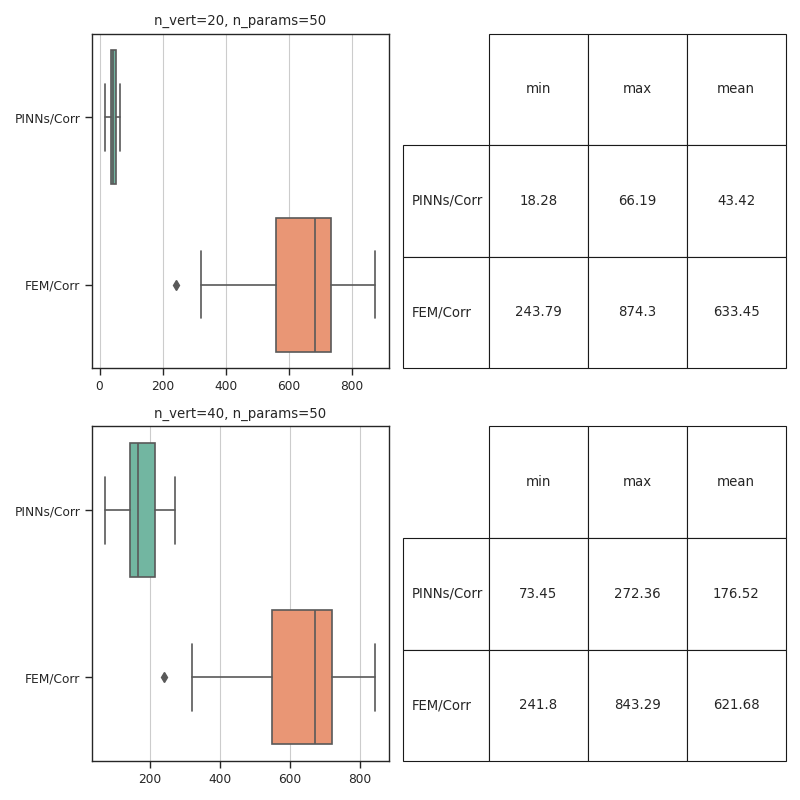 n_vert=20, n_params=50
PINNs/Corr
FEM/Corr
0 200 400 600 800
min max mean
PINNs/Corr 18.28 66.19 43.42
FEM/Corr 243.79 874.3 633.45
n_vert=40, n_params=50
PINNs/Corr
FEM/Corr
200 400 600 800
min max mean
PINNs/Corr 73.45 272.36 176.52
FEM/Corr 241.8 843.29 621.68